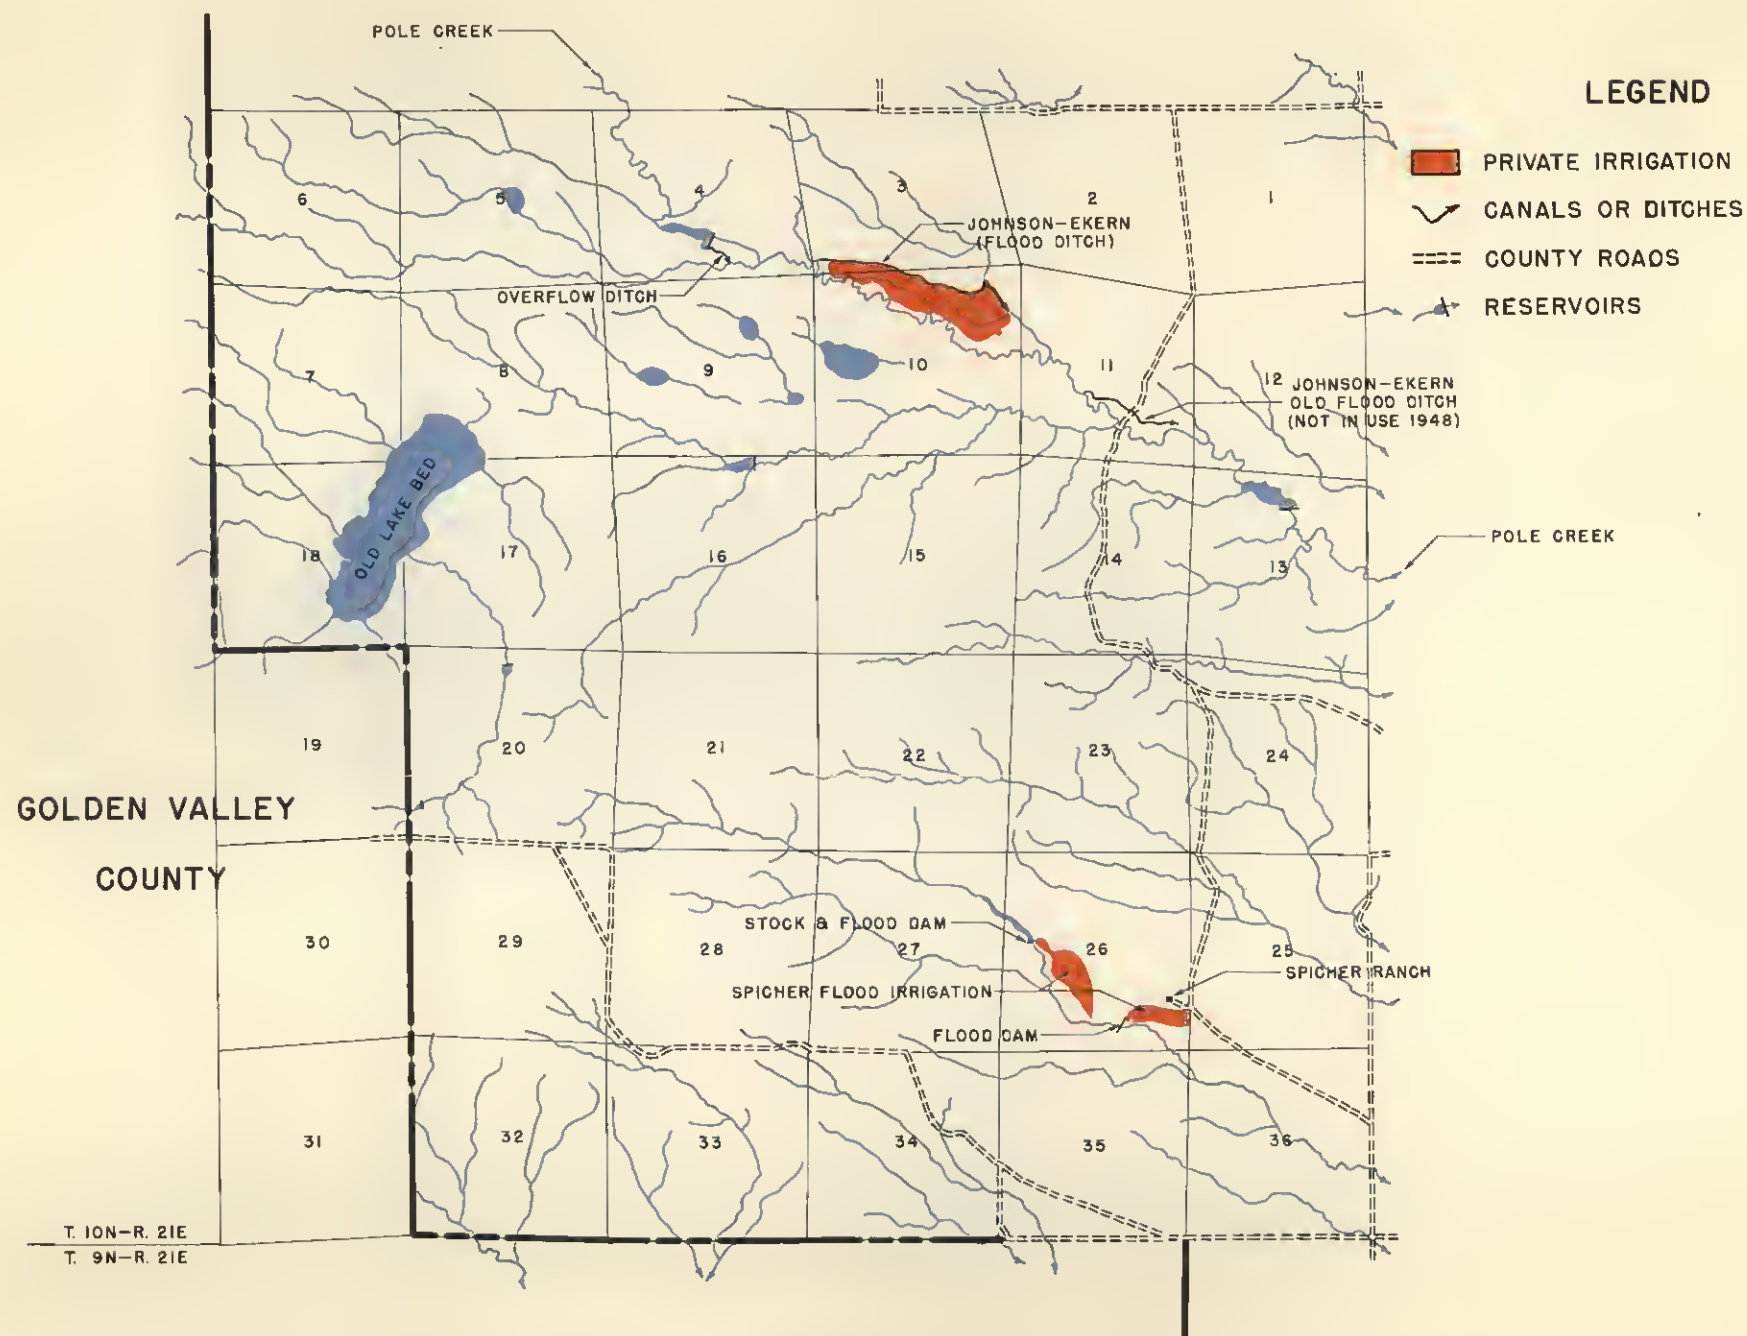 POLE CREEK
LEGEND
PRIVATE IRRIGATION
CANALS OR DITCHES
COUNTY ROADS
RESERVOIRS
6
5
4
3
2
1
JOHNSON-EKERN
(FLOOD DITCH)
OVERFLOW DITCH
7
8
9
10
11
12
JOHNSON-EKERN
OLD FLOOD DITCH
(NOT IN USE 1948)
OLD LAKE BED
18
17
16
15
14
13
POLE CREEK
19
20
21
22
23
24
GOLDEN VALLEY
COUNTY
30
29
28
27
26
25
STOCK & FLOOD DAM
SPICHER RANCH
SPICHER FLOOD IRRIGATION
FLOOD DAM
31
32
33
34
35
36
T. 10N-R. 21E
T. 9N-R. 21E